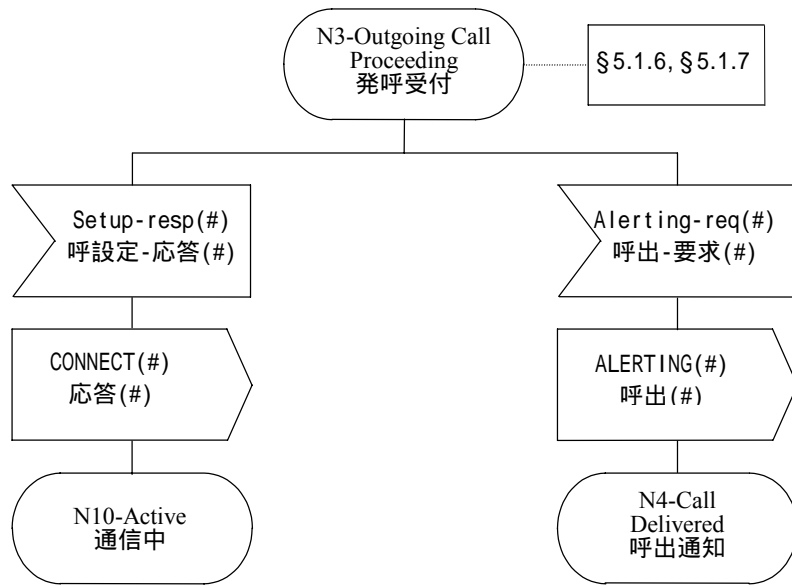 N3-Outgoing Call
Proceeding
発呼受付
§5.1.6, §5.1.7
Setup-resp(#)
呼設定-応答(#)
Alerting-req(#)
呼出-要求(#)
CONNECT(#)
応答(#)
ALERTING(#)
呼出(#)
N10-Active
通信中
N4-Call
Delivered
呼出通知